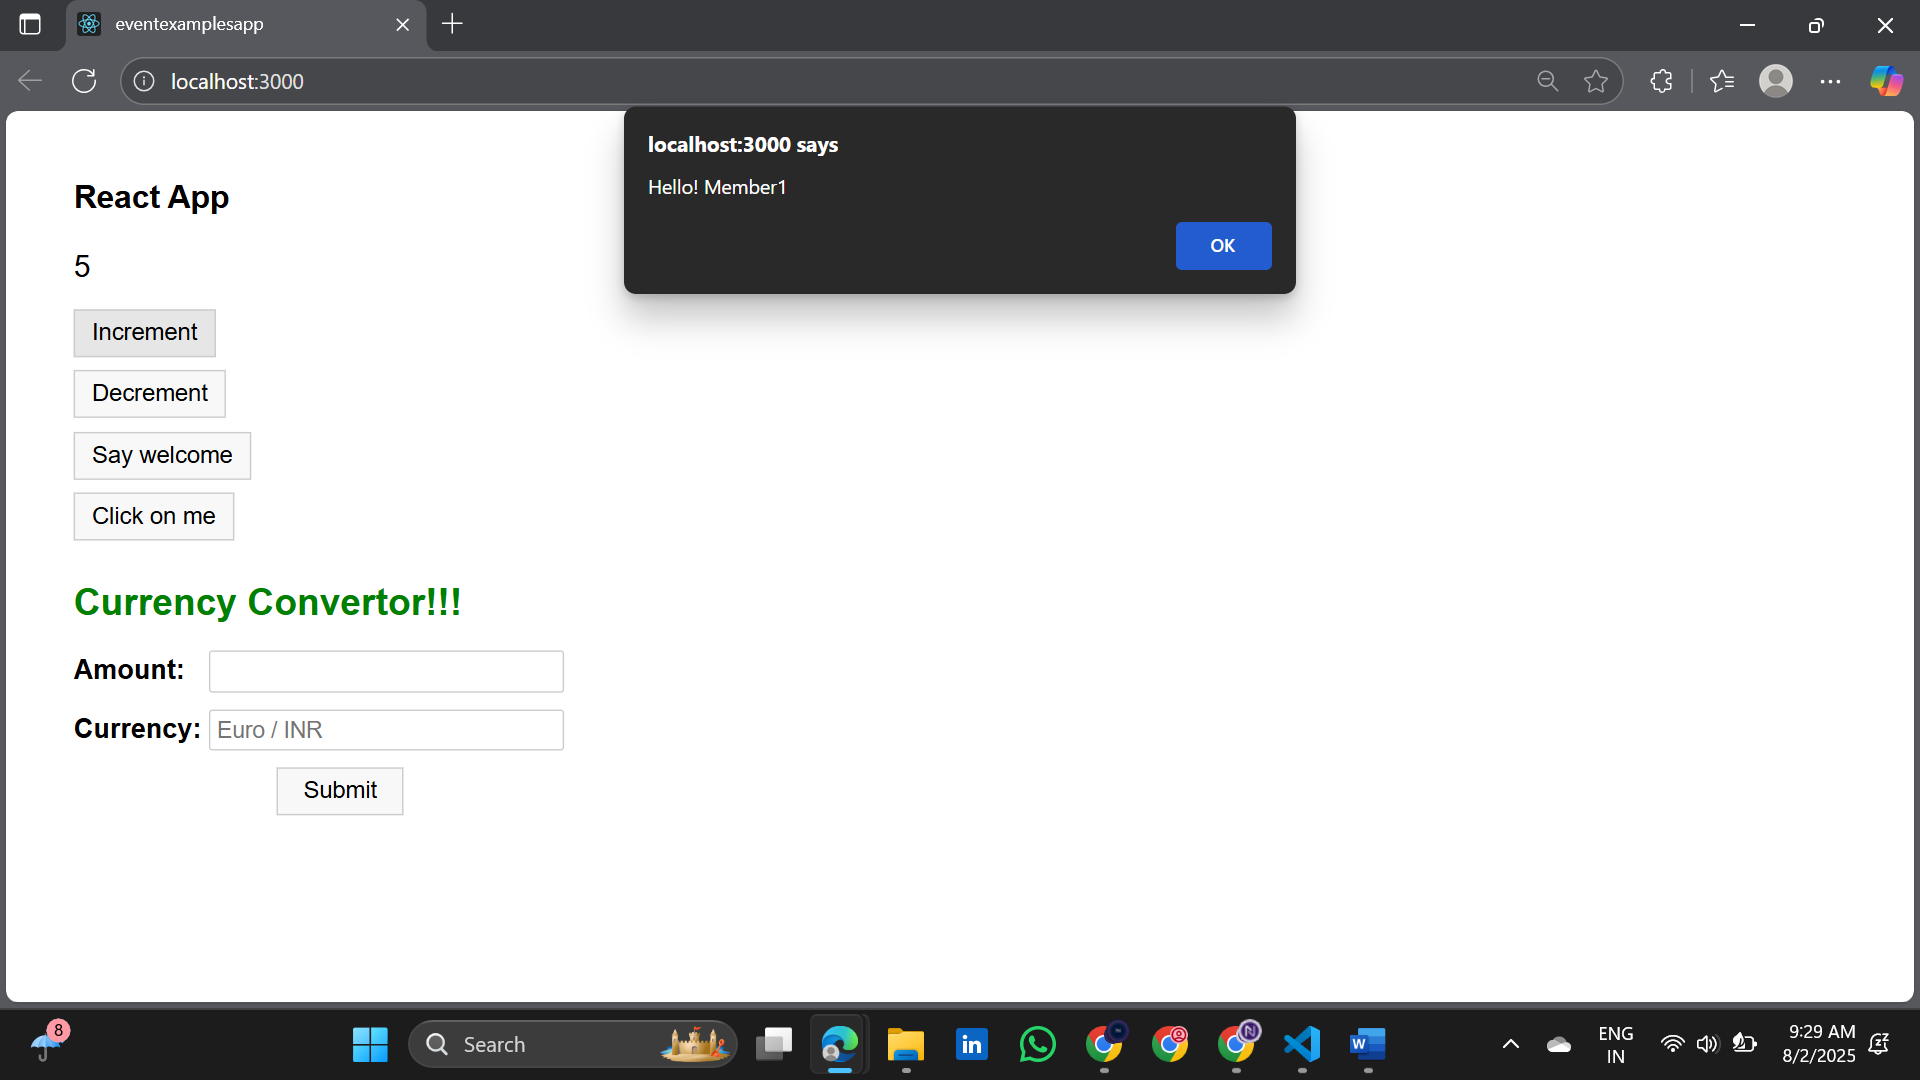 eventexamplesapp
localhost:3000
localhost:3000 says
Hello! Member1
OK
React App
5
Increment
Decrement
Say welcome
Click on me
Currency Convertor!!!
Amount:
Currency: Euro / INR
Submit
8
Search
in
N
W
ENG
IN
9:29 AM
8/2/2025